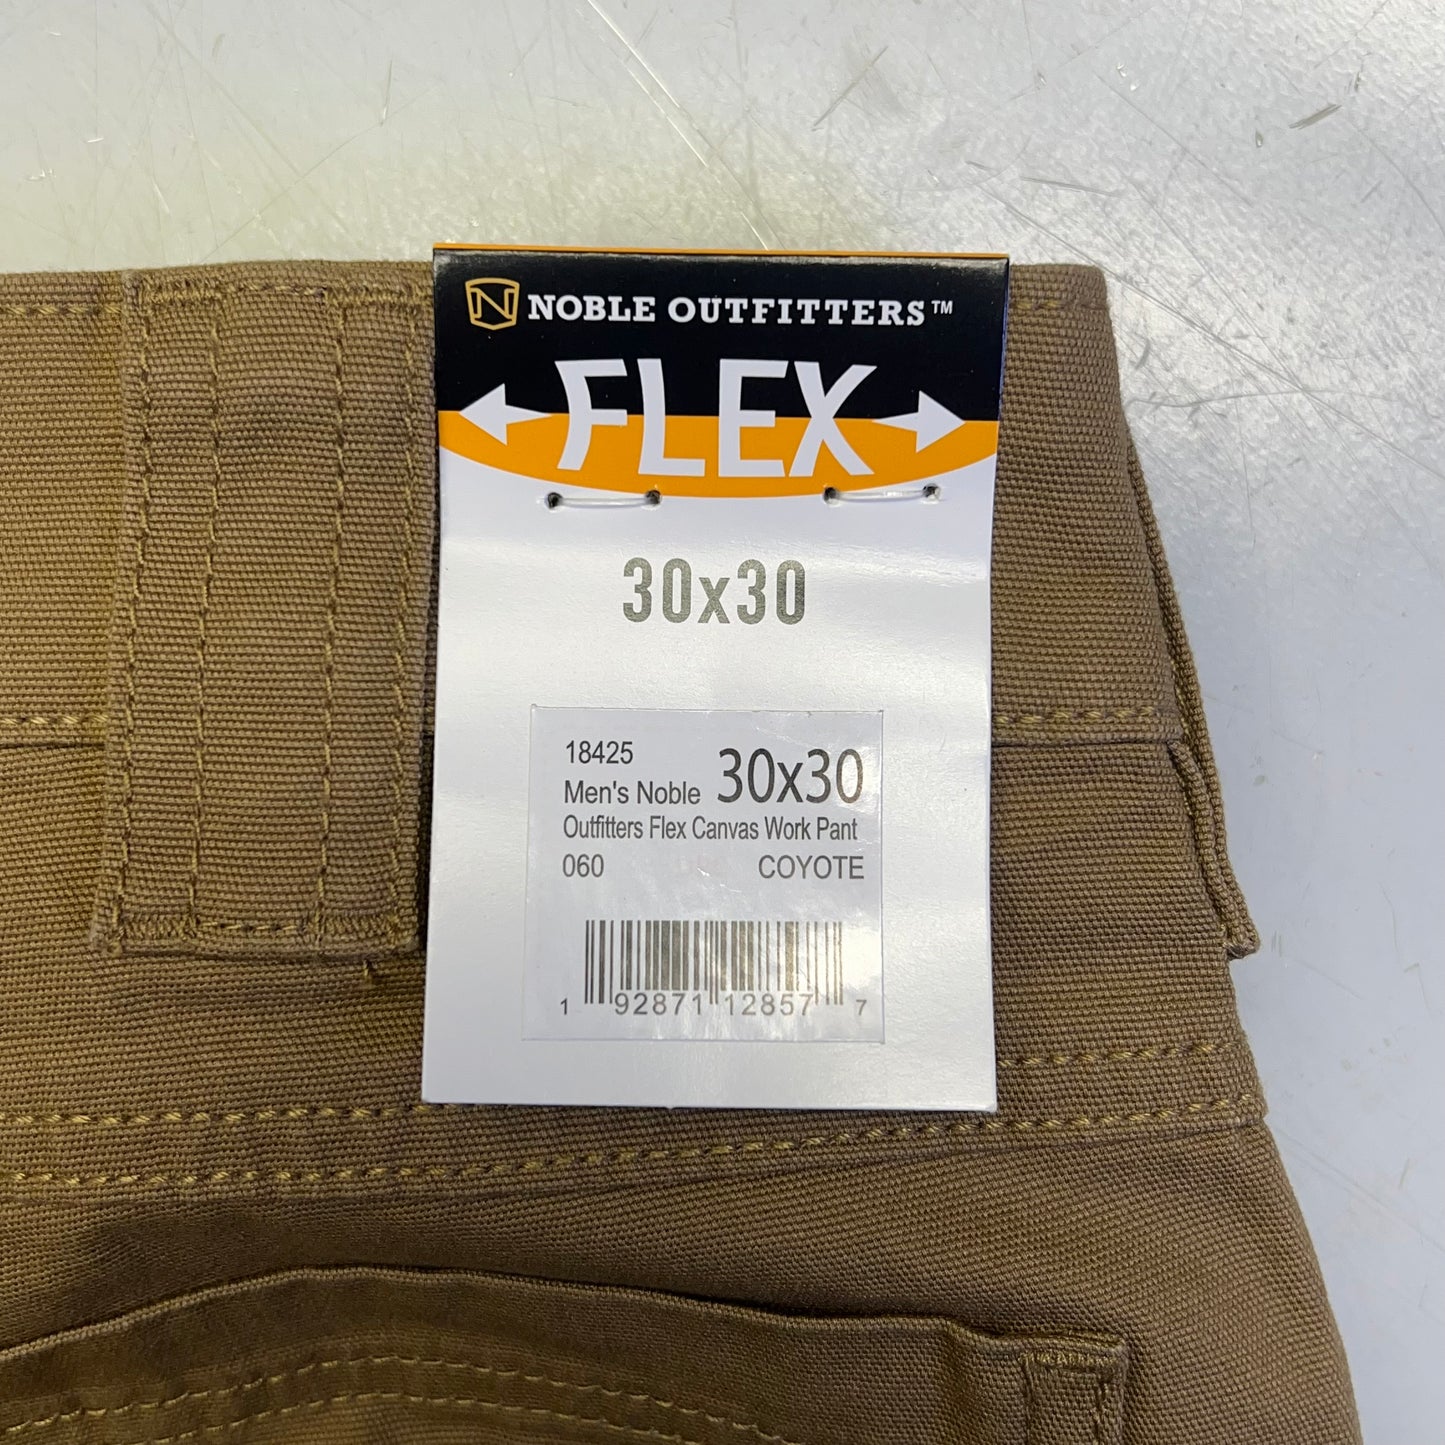 N NOBLE OUTFITTERS™
FLEX
30x30
18425
Men's Noble 30x30
Outfitters Flex Canvas Work Pant
060 COYOTE
1 92871 12857 7